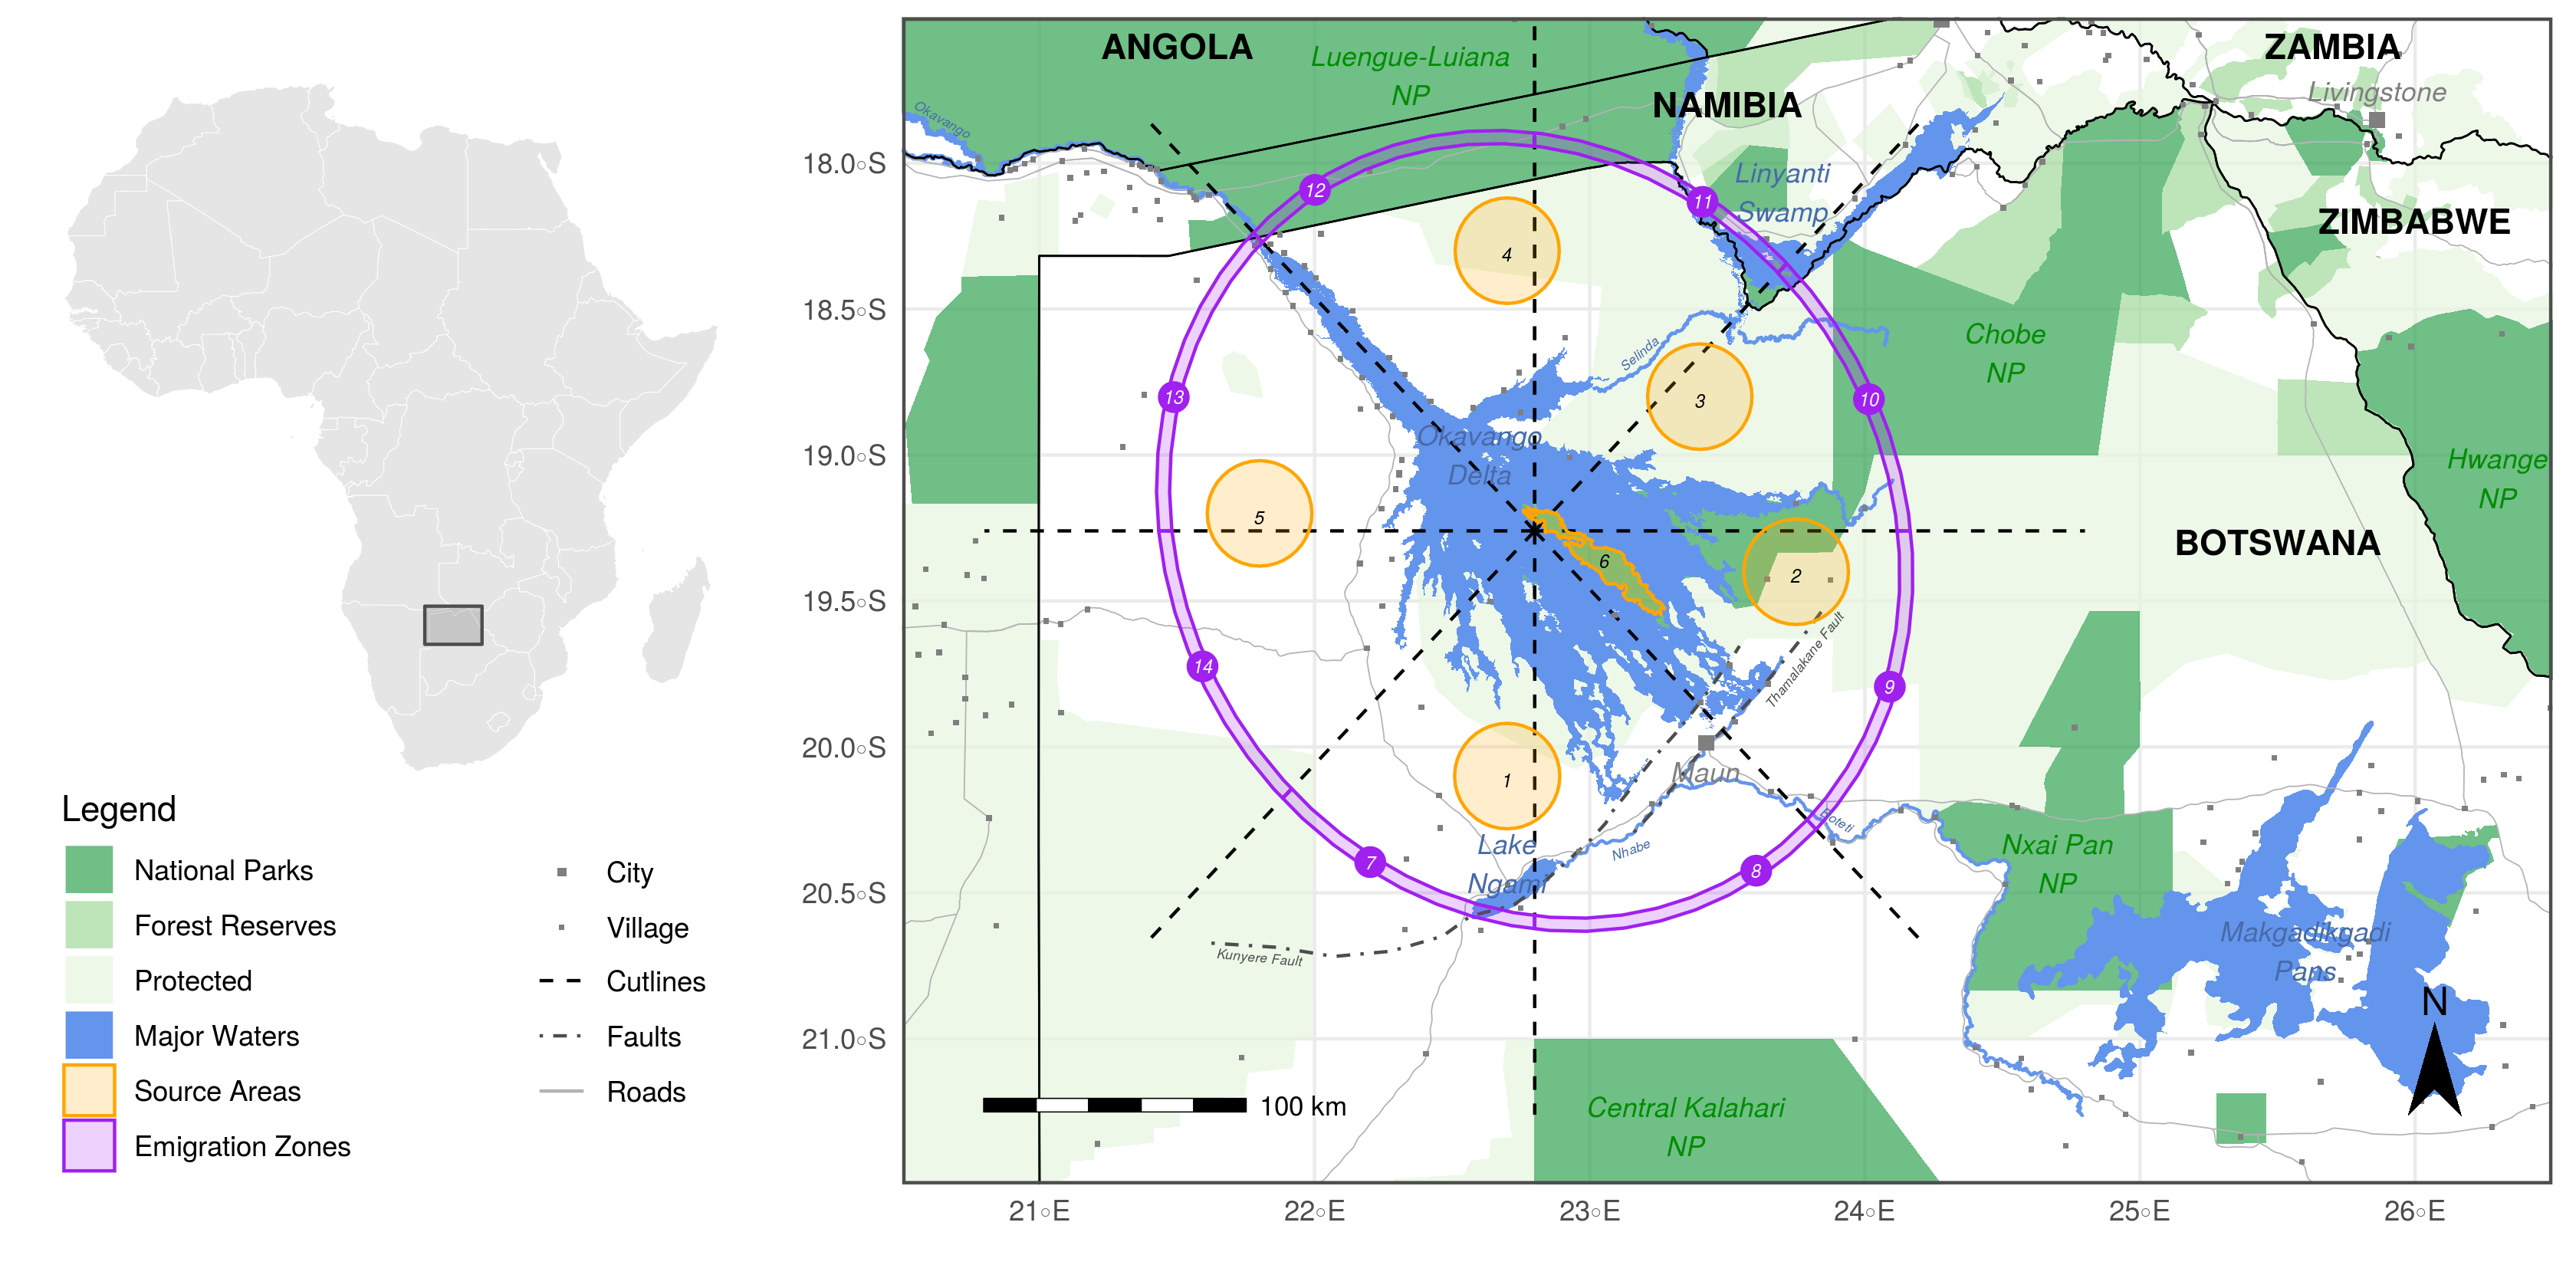 ANGOLA
Luengue-Luiana
NP
ZAMBIA
Livingstone
NAMIBIA
Okavango
18.0°S
Linyanti
Swamp
12
11
ZIMBABWE
4
18.5°S
Chobe
NP
Selinda
13
3
10
Okavango
Delta
19.0°S
Hwange
NP
5
BOTSWANA
6
2
19.5°S
Thamalakane Fault
14
9
20.0°S
Maun
1
Boteti
Lake
Ngami
Nhabe
Nxai Pan
NP
7
8
20.5°S
Makgadikgadi
Pans
Kunyere Fault
N
21.0°S
100 km
Central Kalahari
NP
21°E
22°E
23°E
24°E
25°E
26°E
Legend
National Parks
Forest Reserves
Protected
Major Waters
Source Areas
Emigration Zones
City
Village
Cutlines
Faults
Roads